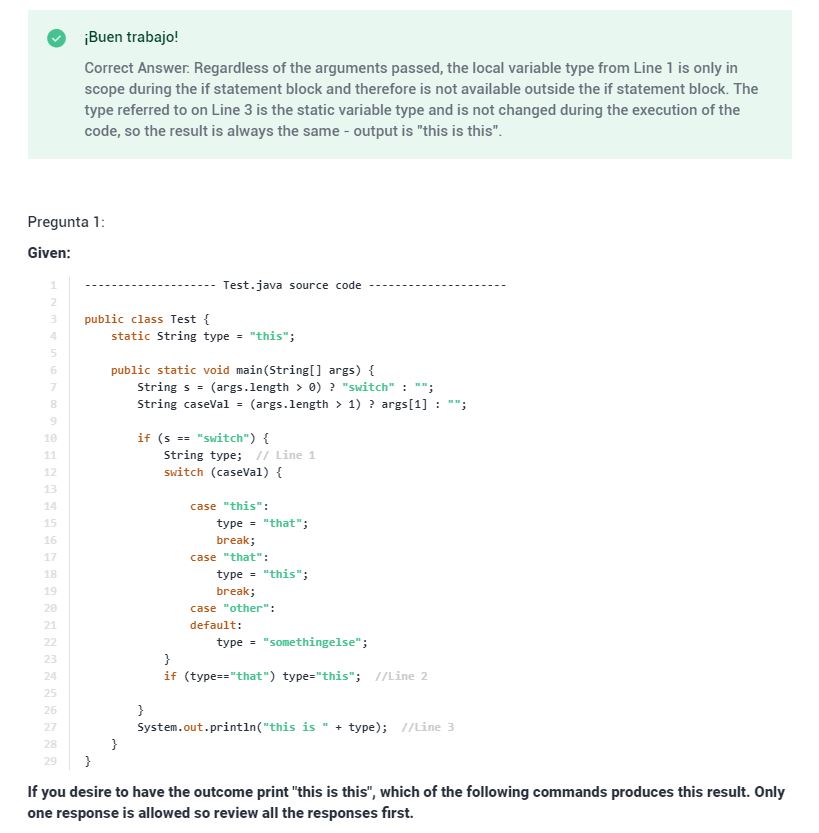 ¡Buen trabajo!
Correct Answer: Regardless of the arguments passed, the local variable type from Line 1 is only in
scope during the if statement block and therefore is not available outside the if statement block. The
type referred to on Line 3 is the static variable type and is not changed during the execution of the
code, so the result is always the same - output is "this is this".
Pregunta 1:
Given:
1 -------------------- Test.java source code ---------------------
2
3 public class Test {
4     static String type = "this";
5
6     public static void main(String[] args) {
7         String s = (args.length > 0) ? "switch" : "";
8         String caseVal = (args.length > 1) ? args[1] : "";
9
10         if (s == "switch") {
11             String type;  // Line 1
12             switch (caseVal) {
13
14                 case "this":
15                     type = "that";
16                     break;
17                 case "that":
18                     type = "this";
19                     break;
20                 case "other":
21                 default:
22                     type = "somethingelse";
23             }
24             if (type=="that") type="this";  //Line 2
25
26         }
27         System.out.println("this is " + type);  //Line 3
28     }
29 }
If you desire to have the outcome print "this is this", which of the following commands produces this result. Only
one response is allowed so review all the responses first.